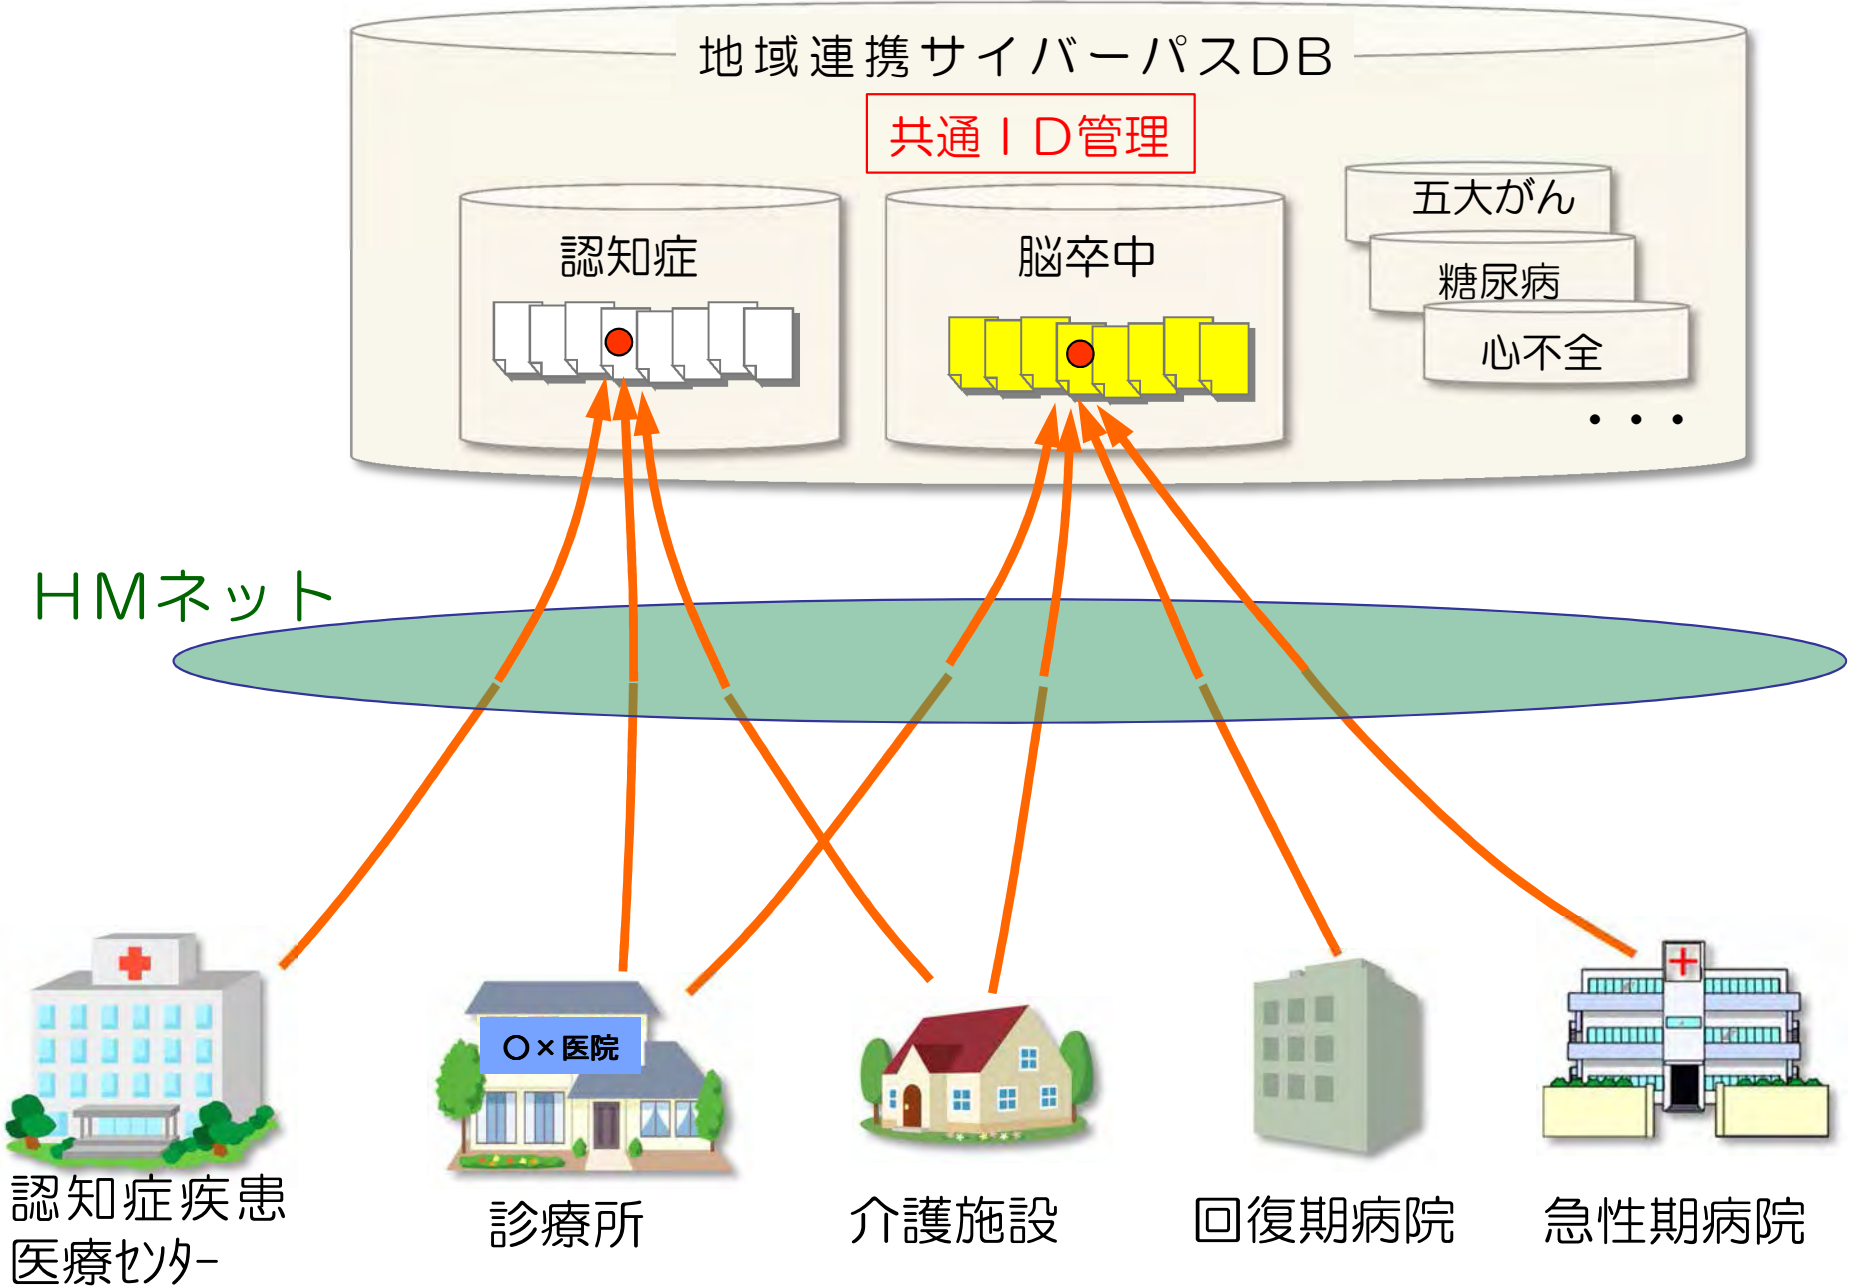 地域連携サイバーパスDB
共通ＩＤ管理
認知症
脳卒中
五大がん
糖尿病
心不全
・・・
HMネット
〇×医院
認知症疾患
医療センター
診療所
介護施設
回復期病院
急性期病院